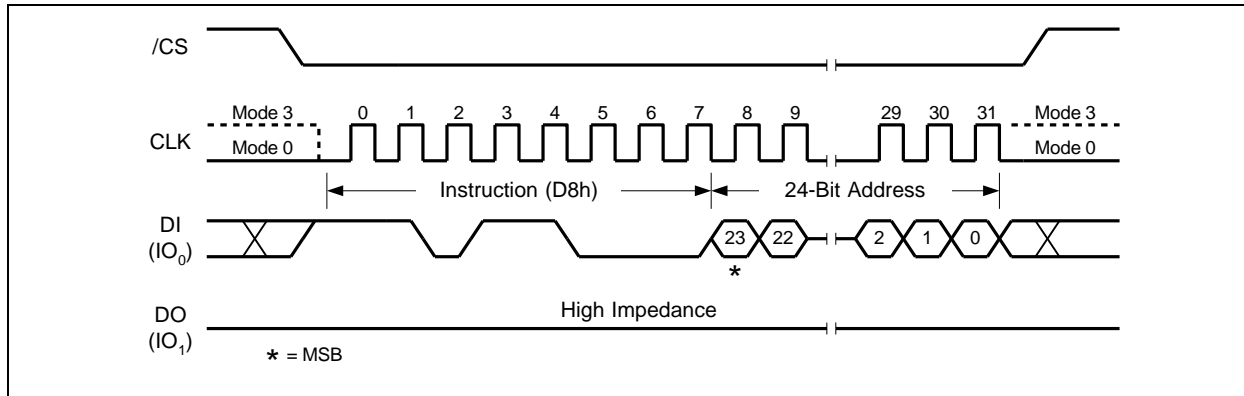 /CS
Mode 3 0 1 2 3 4 5 6 7 8 9 29 30 31 Mode 3
CLK
Mode 0 Mode 0
Instruction (D8h) 24-Bit Address
DI
(IO0) 23 22 2 1 0
*
High Impedance
DO
(IO1)
* = MSB